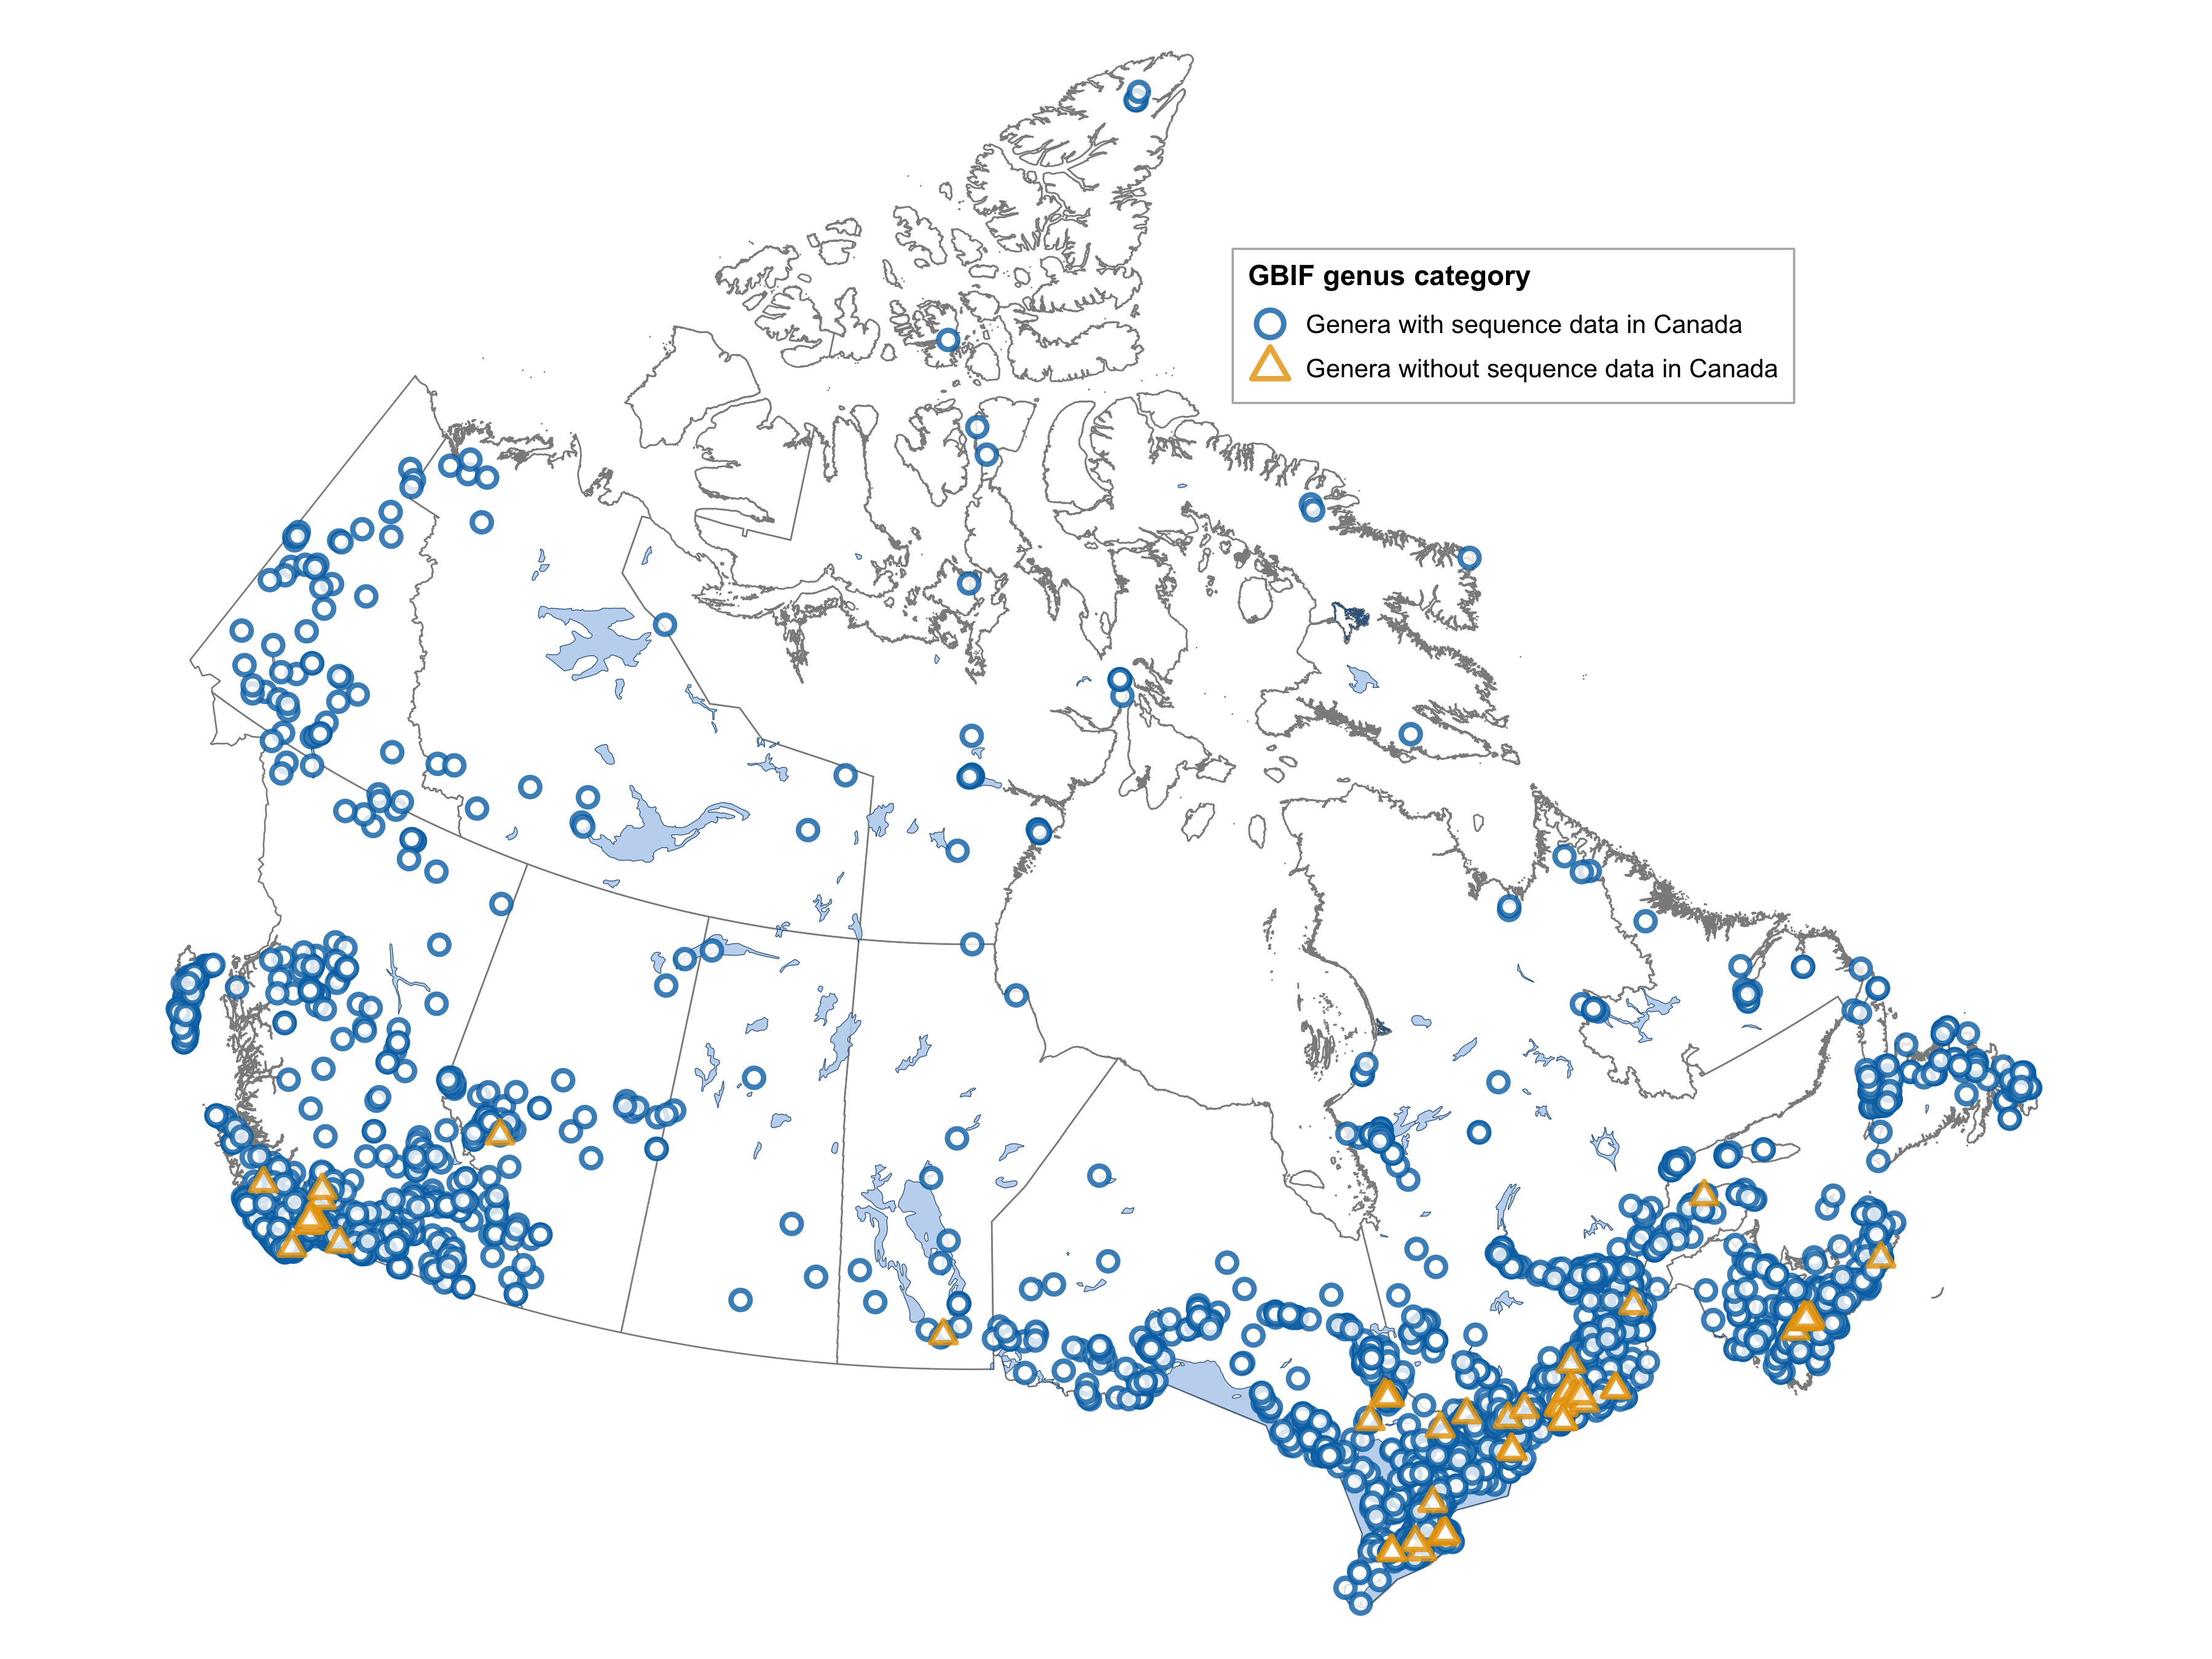 GBIF genus category
Genera with sequence data in Canada
Genera without sequence data in Canada